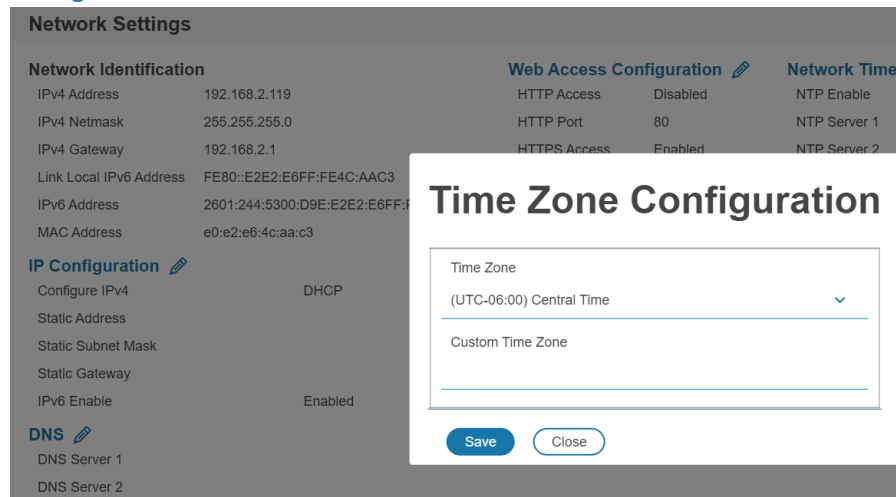 Network Settings
Network Identification
IPv4 Address 192.168.2.119
IPv4 Netmask 255.255.255.0
IPv4 Gateway 192.168.2.1
Link Local IPv6 Address FE80::E2E2:E6FF:FE4C:AAC3
IPv6 Address 2601:244:5300:D9E:E2E2:E6FF:
MAC Address e0:e2:e6:4c:aa:c3
IP Configuration
Configure IPv4 DHCP
Static Address
Static Subnet Mask
Static Gateway
IPv6 Enable Enabled
DNS
DNS Server 1
DNS Server 2
Web Access Configuration
HTTP Access Disabled
HTTP Port 80
HTTPS Access Enabled
Network Time
NTP Enable
NTP Server 1
NTP Server 2
Time Zone Configuration
Time Zone
(UTC-06:00) Central Time
Custom Time Zone
Save
Close